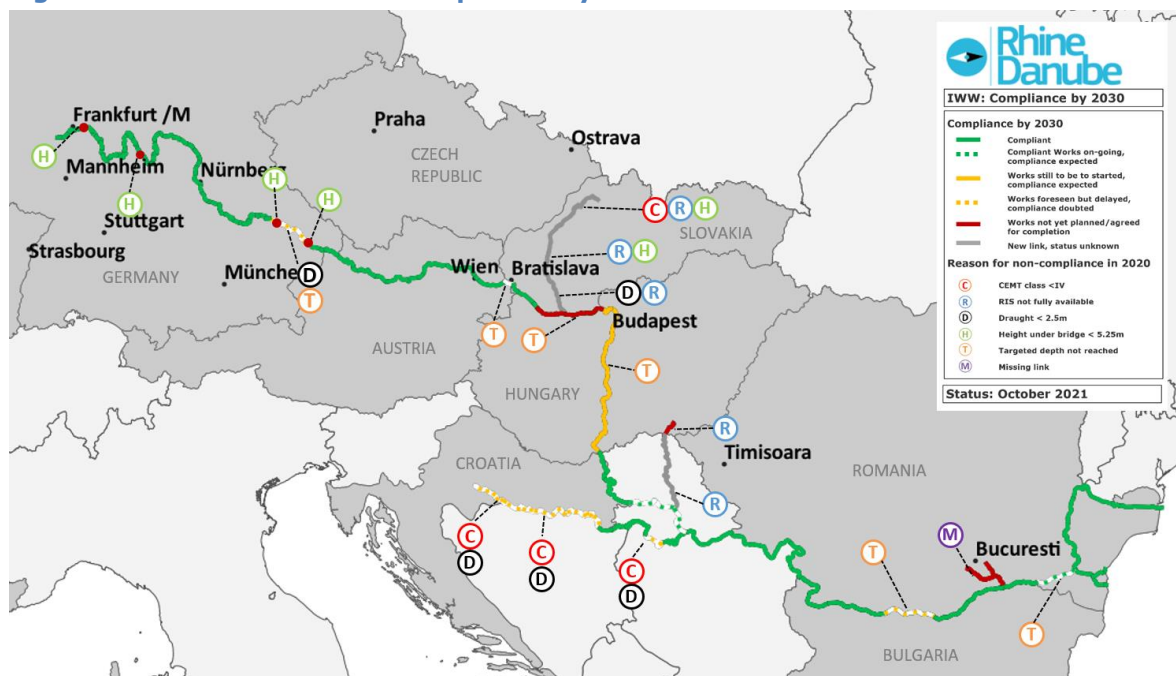 Rhine
Danube
IWW: Compliance by 2030
Compliance by 2030
Compliant
Compliant Works on-going,
compliance expected
Works still to be to started,
compliance expected
Works foreseen but delayed,
compliance doubted
Works not yet planned/agreed
for completion
New link, status unknown
Reason for non-compliance in 2020
C CEMT class <IV
R RIS not fully available
D Draught < 2.5m
H Height under bridge < 5.25m
T Targeted depth not reached
M Missing link
Status: October 2021
Frankfurt /M
Praha
Ostrava
H
Mannheim
CZECH
REPUBLIC
Nürnberg
H
H
H
C R H
Stuttgart
SLOVAKIA
Strasbourg
R H
GERMANY
Münche
D
Wien
Bratislava
T
D R
Budapest
T
T
AUSTRIA
T
HUNGARY
R
Timisoara
CROATIA
ROMANIA
R
C
D
C
D
C
D
M
Bucuresti
T
T
BULGARIA